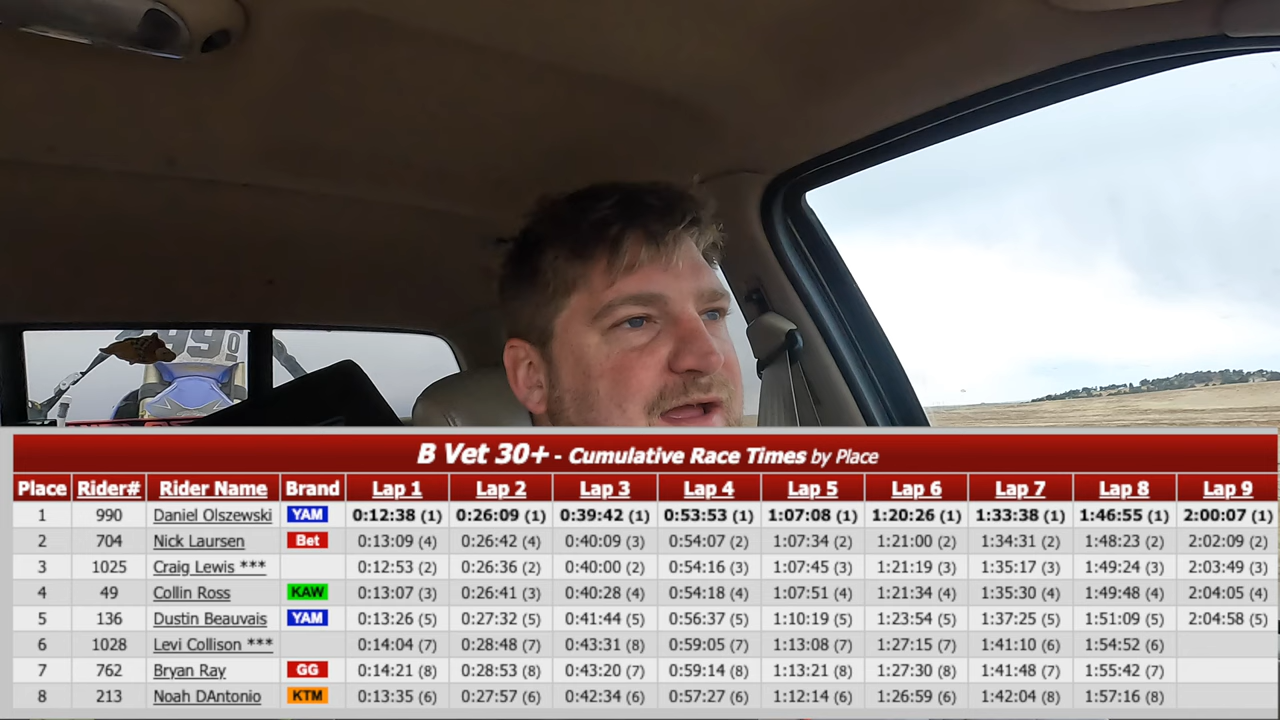 990
B Vet 30+ - Cumulative Race Times by Place
Place Rider# Rider Name Brand Lap 1 Lap 2 Lap 3 Lap 4 Lap 5 Lap 6 Lap 7 Lap 8 Lap 9
1 990 Daniel Olszewski YAM 0:12:38 (1) 0:26:09 (1) 0:39:42 (1) 0:53:53 (1) 1:07:08 (1) 1:20:26 (1) 1:33:38 (1) 1:46:55 (1) 2:00:07 (1)
2 704 Nick Laursen Bet 0:13:09 (4) 0:26:42 (4) 0:40:09 (3) 0:54:07 (2) 1:07:34 (2) 1:21:00 (2) 1:34:31 (2) 1:48:23 (2) 2:02:09 (2)
3 1025 Craig Lewis *** 0:12:53 (2) 0:26:36 (2) 0:40:00 (2) 0:54:16 (3) 1:07:45 (3) 1:21:19 (3) 1:35:17 (3) 1:49:24 (3) 2:03:49 (3)
4 49 Collin Ross KAW 0:13:07 (3) 0:26:41 (3) 0:40:28 (4) 0:54:18 (4) 1:07:51 (4) 1:21:34 (4) 1:35:30 (4) 1:49:48 (4) 2:04:05 (4)
5 136 Dustin Beauvais YAM 0:13:26 (5) 0:27:32 (5) 0:41:44 (5) 0:56:37 (5) 1:10:19 (5) 1:23:54 (5) 1:37:25 (5) 1:51:09 (5) 2:04:58 (5)
6 1028 Levi Collison *** 0:14:04 (7) 0:28:48 (7) 0:43:31 (8) 0:59:05 (7) 1:13:08 (7) 1:27:15 (7) 1:41:10 (6) 1:54:52 (6)
7 762 Bryan Ray GG 0:14:21 (8) 0:28:53 (8) 0:43:20 (7) 0:59:14 (8) 1:13:21 (8) 1:27:30 (8) 1:41:48 (7) 1:55:42 (7)
8 213 Noah DAntonio KTM 0:13:35 (6) 0:27:57 (6) 0:42:34 (6) 0:57:27 (6) 1:12:14 (6) 1:26:59 (6) 1:42:04 (8) 1:57:16 (8)